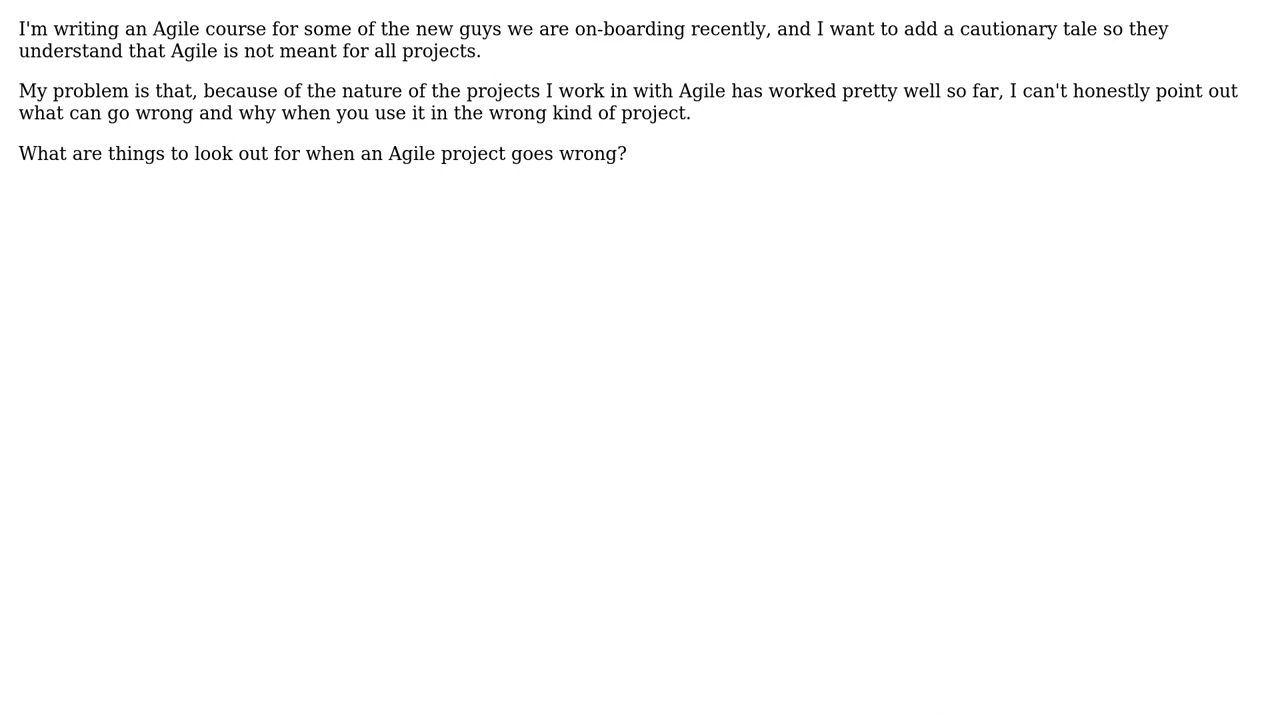 I'm writing an Agile course for some of the new guys we are on-boarding recently, and I want to add a cautionary tale so they
understand that Agile is not meant for all projects.
My problem is that, because of the nature of the projects I work in with Agile has worked pretty well so far, I can't honestly point out
what can go wrong and why when you use it in the wrong kind of project.
What are things to look out for when an Agile project goes wrong?